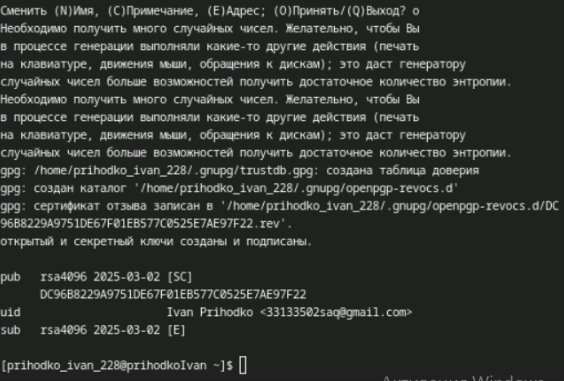 Сменить (N)Имя, (C)Примечание, (E)Адрес; (O)Принять/(Q)Выход? o
Необходимо получить много случайных чисел. Желательно, чтобы Вы
в процессе генерации выполняли какие-то другие действия (печать
на клавиатуре, движения мыши, обращения к дискам); это даст генератору
случайных чисел больше возможностей получить достаточное количество энтропии.
Необходимо получить много случайных чисел. Желательно, чтобы Вы
в процессе генерации выполняли какие-то другие действия (печать
на клавиатуре, движения мыши, обращения к дискам); это даст генератору
случайных чисел больше возможностей получить достаточное количество энтропии.
gpg: /home/prihodko_ivan_228/.gnupg/trustdb.gpg: создана таблица доверия
gpg: создан каталог '/home/prihodko_ivan_228/.gnupg/openpgp-revocs.d'
gpg: сертификат отзыва записан в '/home/prihodko_ivan_228/.gnupg/openpgp-revocs.d/DC
96B8229A9751DE67F01EB577C0525E7AE97F22.rev'.
открытый и секретный ключи созданы и подписаны.
pub rsa4096 2025-03-02 [SC]
DC96B8229A9751DE67F01EB577C0525E7AE97F22
uid Ivan Prihodko <33133502saq@gmail.com>
sub rsa4096 2025-03-02 [E]
[prihodko_ivan_228@prihodkoIvan ~]$
Активация Windows